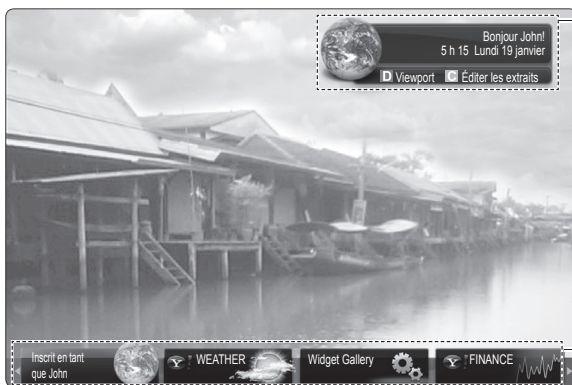 Bonjour John!
5 h 15 Lundi 19 janvier
D Viewport C Éditer les extraits
Inscrit en tant
que John
Y! WEATHER
Widget Gallery
Y! FINANCE